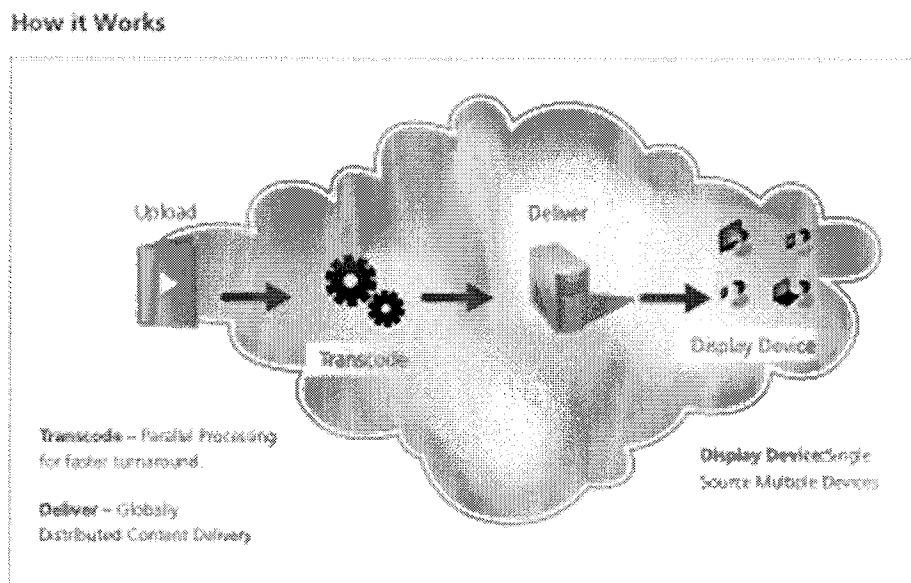 How it Works
Upload
Deliver
Transcode
Display Device
Transcode – Parallel Processing
for faster turnaround.
Deliver – Globally
Distributed Content Delivery
Display Device:Single
Source Multiple Devices